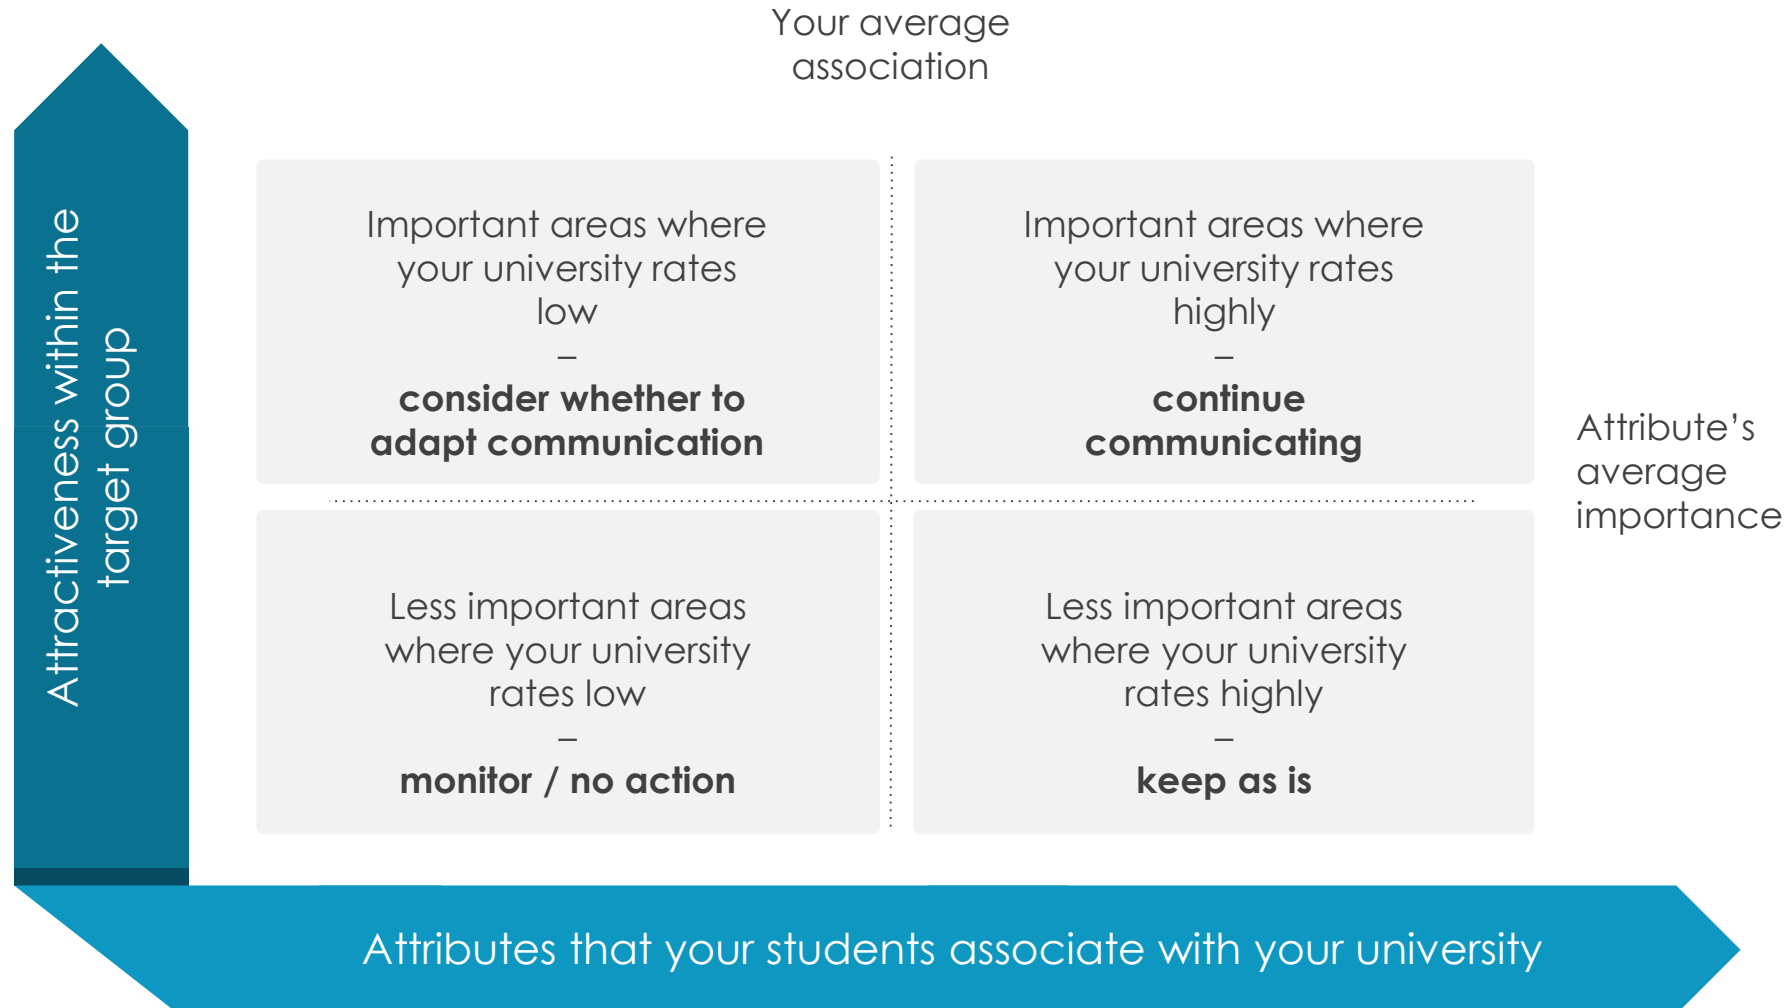 Your average
association
Attractiveness within the
target group
Important areas where
your university rates
low
–
consider whether to
adapt communication
Important areas where
your university rates
highly
–
continue
communicating
Attribute’s
average
importance
Less important areas
where your university
rates low
–
monitor / no action
Less important areas
where your university
rates highly
–
keep as is
Attributes that your students associate with your university